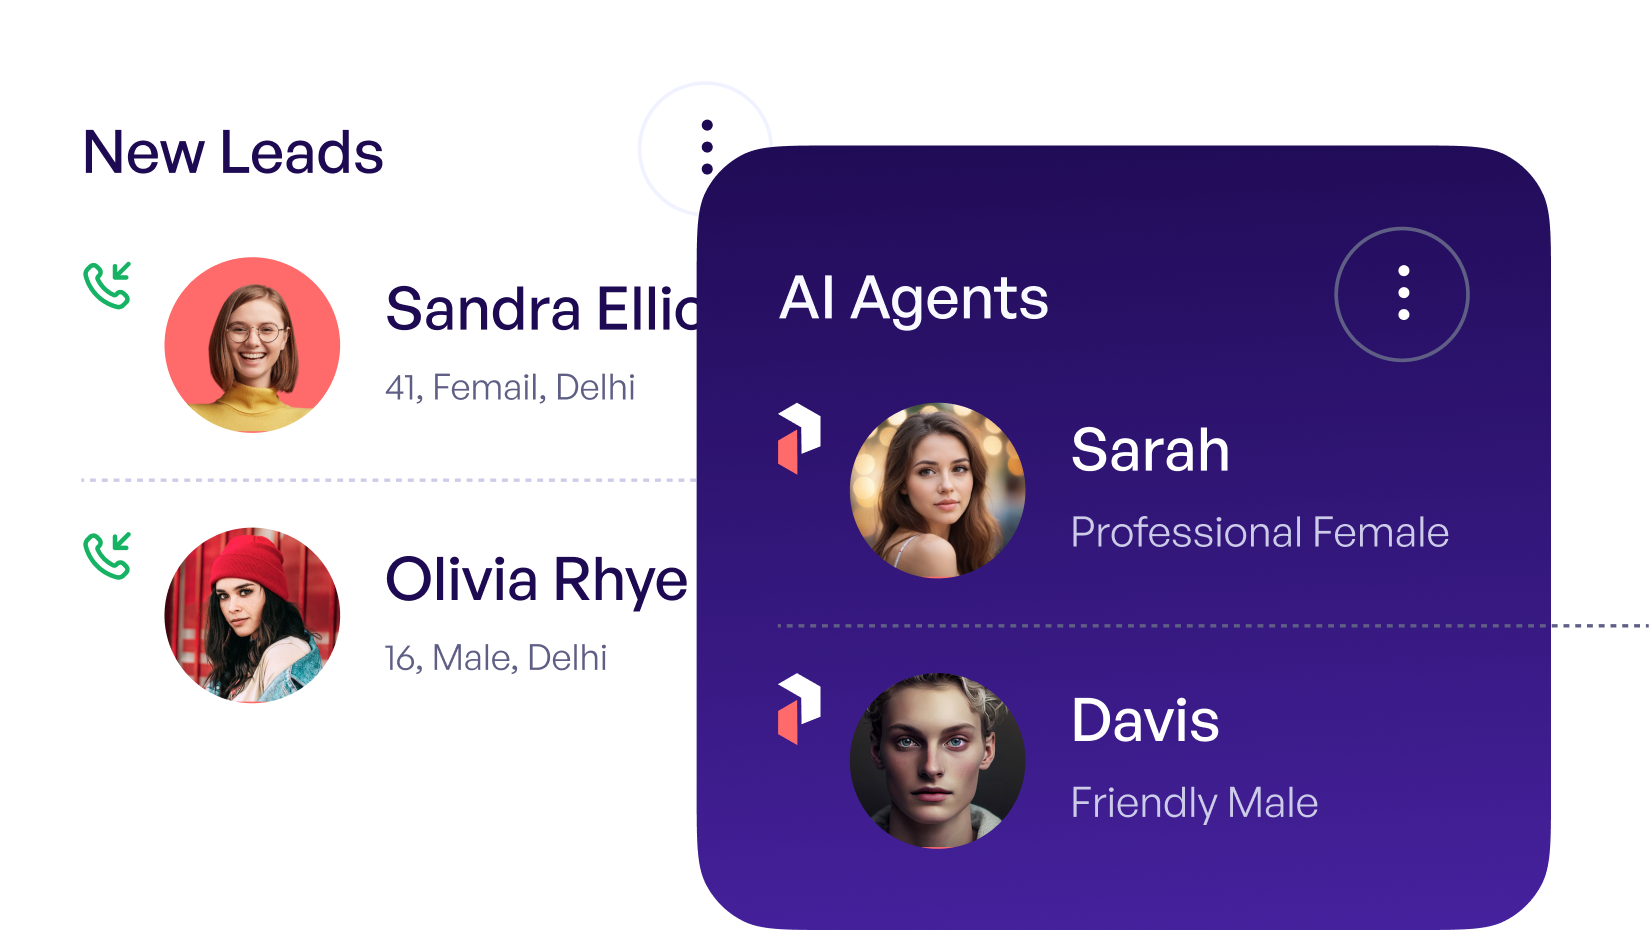 New Leads
Sandra Ellio
41, Femail, Delhi
Olivia Rhye
16, Male, Delhi
AI Agents
Sarah
Professional Female
Davis
Friendly Male